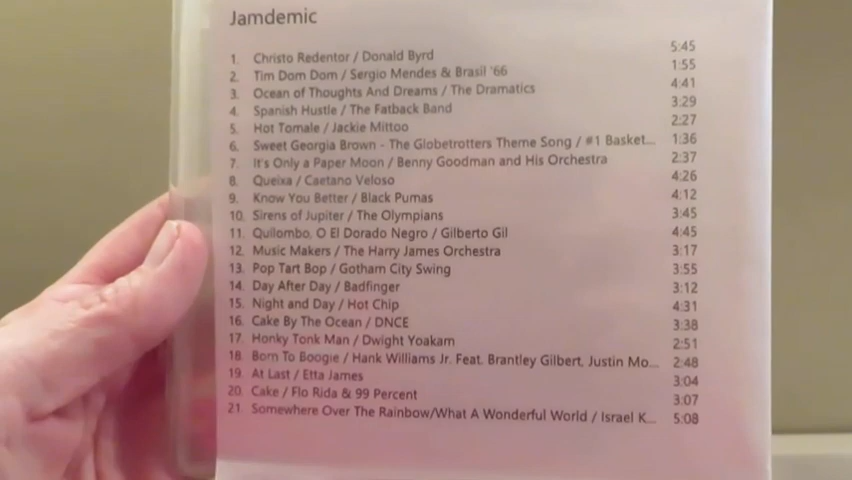 Jamdemic
1. Christo Redentor / Donald Byrd 5:45
2. Tim Dom Dom / Sergio Mendes & Brasil '66 1:55
3. Ocean of Thoughts And Dreams / The Dramatics 4:41
4. Spanish Hustle / The Fatback Band 3:29
5. Hot Tomale / Jackie Mittoo 2:27
6. Sweet Georgia Brown - The Globetrotters Theme Song / #1 Basket... 1:36
7. It's Only a Paper Moon / Benny Goodman and His Orchestra 2:37
8. Queixa / Caetano Veloso 4:26
9. Know You Better / Black Pumas 4:12
10. Sirens of Jupiter / The Olympians 3:45
11. Quilombo, O El Dorado Negro / Gilberto Gil 4:45
12. Music Makers / The Harry James Orchestra 3:17
13. Pop Tart Bop / Gotham City Swing 3:55
14. Day After Day / Badfinger 3:12
15. Night and Day / Hot Chip 4:31
16. Cake By The Ocean / DNCE 3:38
17. Honky Tonk Man / Dwight Yoakam 2:51
18. Born To Boogie / Hank Williams Jr. Feat. Brantley Gilbert, Justin Mo... 2:48
19. At Last / Etta James 3:04
20. Cake / Flo Rida & 99 Percent 3:07
21. Somewhere Over The Rainbow/What A Wonderful World / Israel K... 5:08